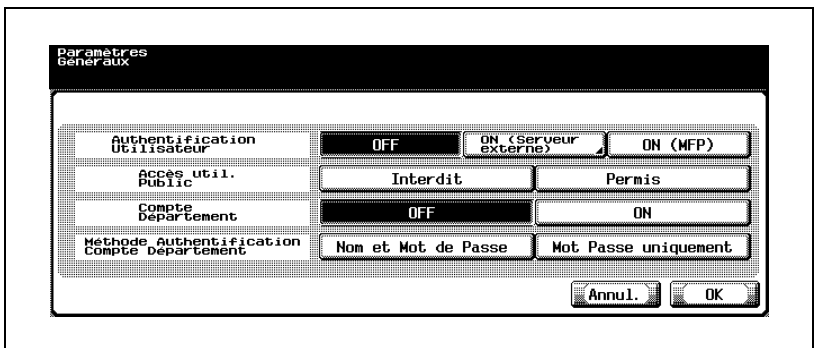 Paramètres
Généraux
Authentification
Utilisateur
OFF
ON (Serveur
externe)
ON (MFP)
Accès util.
Public
Interdit
Permis
Compte
Département
OFF
ON
Méthode Authentification
Compte Département
Nom et Mot de Passe
Mot Passe uniquement
Annul.
OK